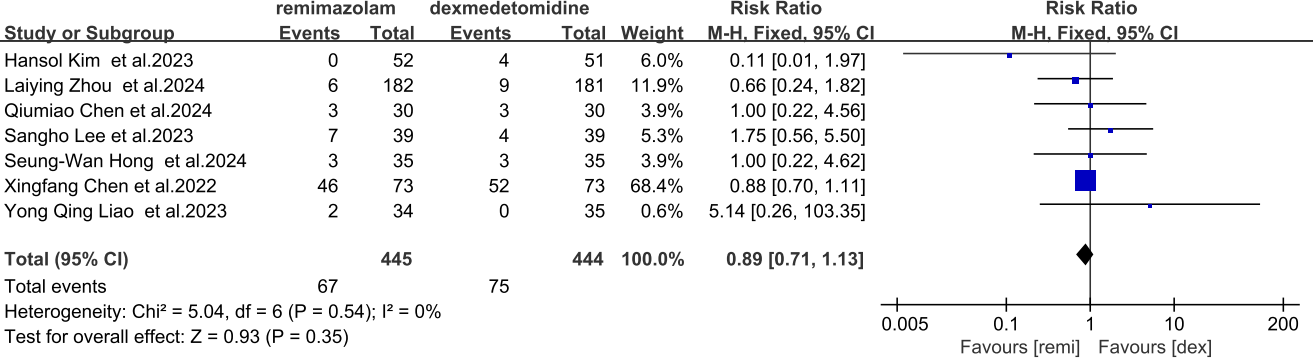 remimazolam dexmedetomidine Risk Ratio Risk Ratio
Study or Subgroup Events Total Events Total Weight M-H, Fixed, 95% CI M-H, Fixed, 95% CI
Hansol Kim et al.2023 0 52 4 51 6.0% 0.11 [0.01, 1.97]
Laiying Zhou et al.2024 6 182 9 181 11.9% 0.66 [0.24, 1.82]
Qiumiao Chen et al.2024 3 30 3 30 3.9% 1.00 [0.22, 4.56]
Sangho Lee et al.2023 7 39 4 39 5.3% 1.75 [0.56, 5.50]
Seung-Wan Hong et al.2024 3 35 3 35 3.9% 1.00 [0.22, 4.62]
Xingfang Chen et al.2022 46 73 52 73 68.4% 0.88 [0.70, 1.11]
Yong Qing Liao et al.2023 2 34 0 35 0.6% 5.14 [0.26, 103.35]
Total (95% CI) 445 444 100.0% 0.89 [0.71, 1.13]
Total events 67 75
Heterogeneity: Chi² = 5.04, df = 6 (P = 0.54); I² = 0%
Test for overall effect: Z = 0.93 (P = 0.35)
0.005 0.1 1 10 200
Favours [remi] Favours [dex]